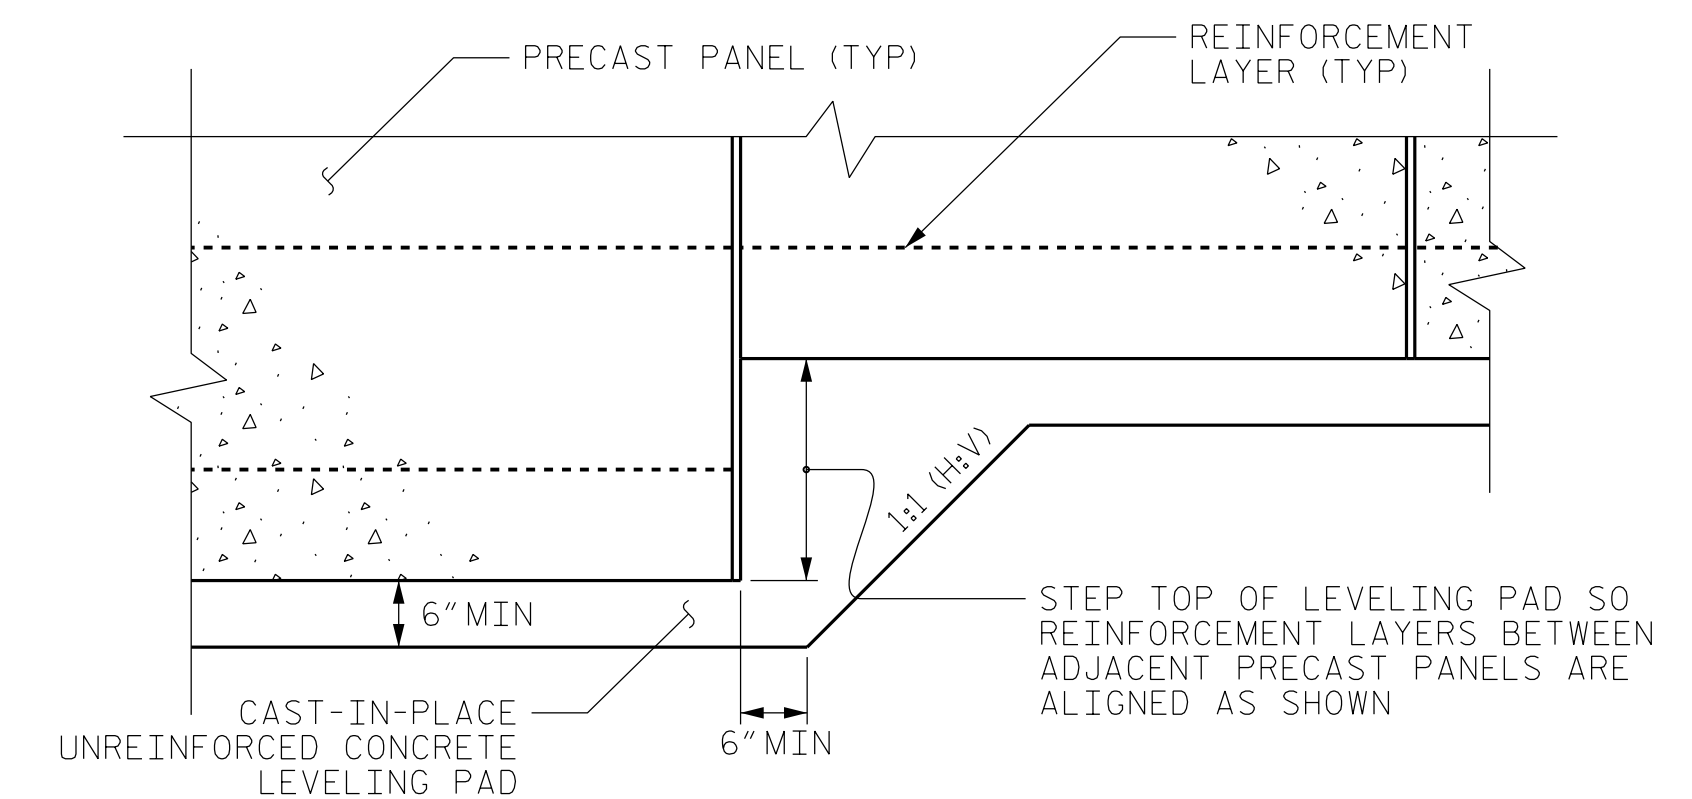 PRECAST PANEL (TYP)
REINFORCEMENT
LAYER (TYP)
1:1 (H:V)
6"MIN
STEP TOP OF LEVELING PAD SO
REINFORCEMENT LAYERS BETWEEN
ADJACENT PRECAST PANELS ARE
ALIGNED AS SHOWN
CAST-IN-PLACE
UNREINFORCED CONCRETE
LEVELING PAD
6"MIN